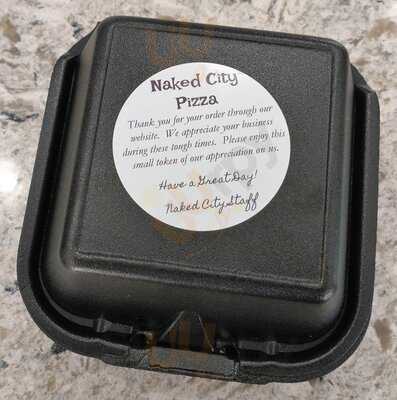 Naked City
Pizza
Thank you for your order through our
website. We appreciate your business
during these tough times. Please enjoy this
small token of our appreciation on us.
Have a Great Day!
Naked City Staff